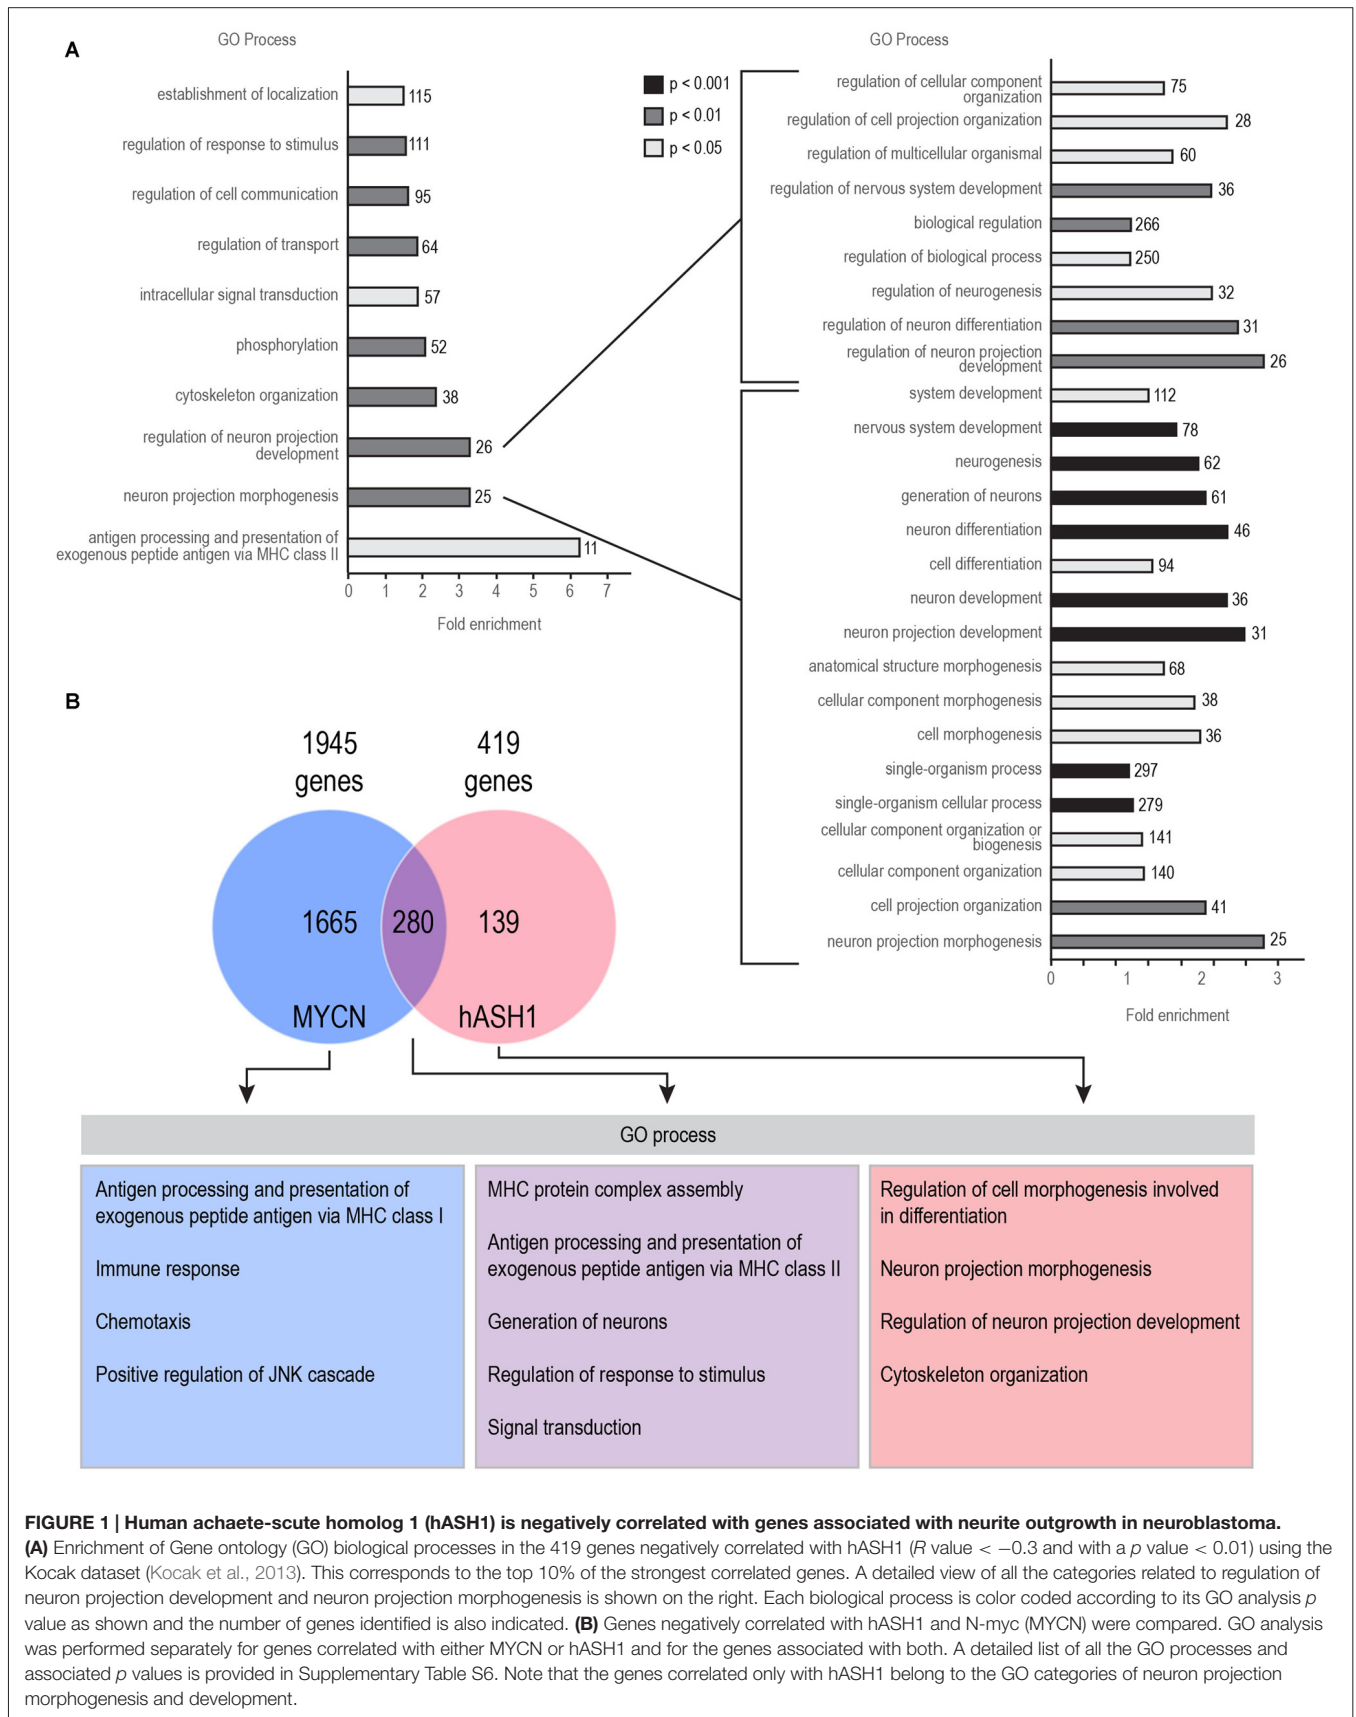 A
GO Process
establishment of localization 115
regulation of response to stimulus 111
regulation of cell communication 95
regulation of transport 64
intracellular signal transduction 57
phosphorylation 52
cytoskeleton organization 38
regulation of neuron projection
development 26
neuron projection morphogenesis 25
antigen processing and presentation of
exogenous peptide antigen via MHC class II 11
0 1 2 3 4 5 6 7
Fold enrichment
p < 0.001
p < 0.01
p < 0.05
GO Process
regulation of cellular component
organization 75
regulation of cell projection organization 28
regulation of multicellular organismal 60
regulation of nervous system development 36
biological regulation 266
regulation of biological process 250
regulation of neurogenesis 32
regulation of neuron differentiation 31
regulation of neuron projection
development 26
system development 112
nervous system development 78
neurogenesis 62
generation of neurons 61
neuron differentiation 46
cell differentiation 94
neuron development 36
neuron projection development 31
anatomical structure morphogenesis 68
cellular component morphogenesis 38
cell morphogenesis 36
single-organism process 297
single-organism cellular process 279
cellular component organization or
biogenesis 141
cellular component organization 140
cell projection organization 41
neuron projection morphogenesis 25
0 1 2 3
Fold enrichment
B
1945
genes
419
genes
1665 280 139
MYCN hASH1
GO process
Antigen processing and presentation of
exogenous peptide antigen via MHC class I
Immune response
Chemotaxis
Positive regulation of JNK cascade
MHC protein complex assembly
Antigen processing and presentation of
exogenous peptide antigen via MHC class II
Generation of neurons
Regulation of response to stimulus
Signal transduction
Regulation of cell morphogenesis involved
in differentiation
Neuron projection morphogenesis
Regulation of neuron projection development
Cytoskeleton organization
FIGURE 1 | Human achaete-scute homolog 1 (hASH1) is negatively correlated with genes associated with neurite outgrowth in neuroblastoma.
(A) Enrichment of Gene ontology (GO) biological processes in the 419 genes negatively correlated with hASH1 (R value < −0.3 and with a p value < 0.01) using the
Kocak dataset (Kocak et al., 2013). This corresponds to the top 10% of the strongest correlated genes. A detailed view of all the categories related to regulation of
neuron projection development and neuron projection morphogenesis is shown on the right. Each biological process is color coded according to its GO analysis p
value as shown and the number of genes identified is also indicated. (B) Genes negatively correlated with hASH1 and N-myc (MYCN) were compared. GO analysis
was performed separately for genes correlated with either MYCN or hASH1 and for the genes associated with both. A detailed list of all the GO processes and
associated p values is provided in Supplementary Table S6. Note that the genes correlated only with hASH1 belong to the GO categories of neuron projection
morphogenesis and development.